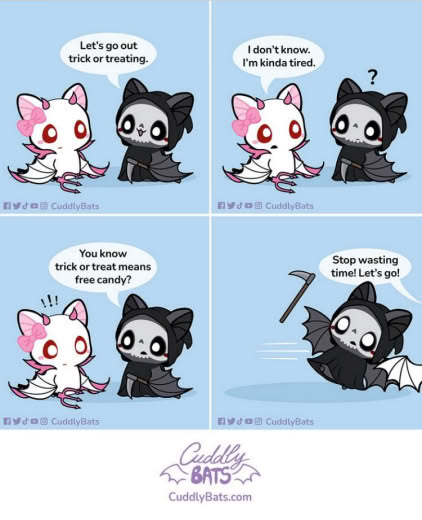 Let's go out
trick or treating.
CuddlyBats
I don't know.
I'm kinda tired.
?
CuddlyBats
You know
trick or treat means
free candy?
!!!
CuddlyBats
Stop wasting
time! Let's go!
CuddlyBats
Cuddly
BATS
CuddlyBats.com